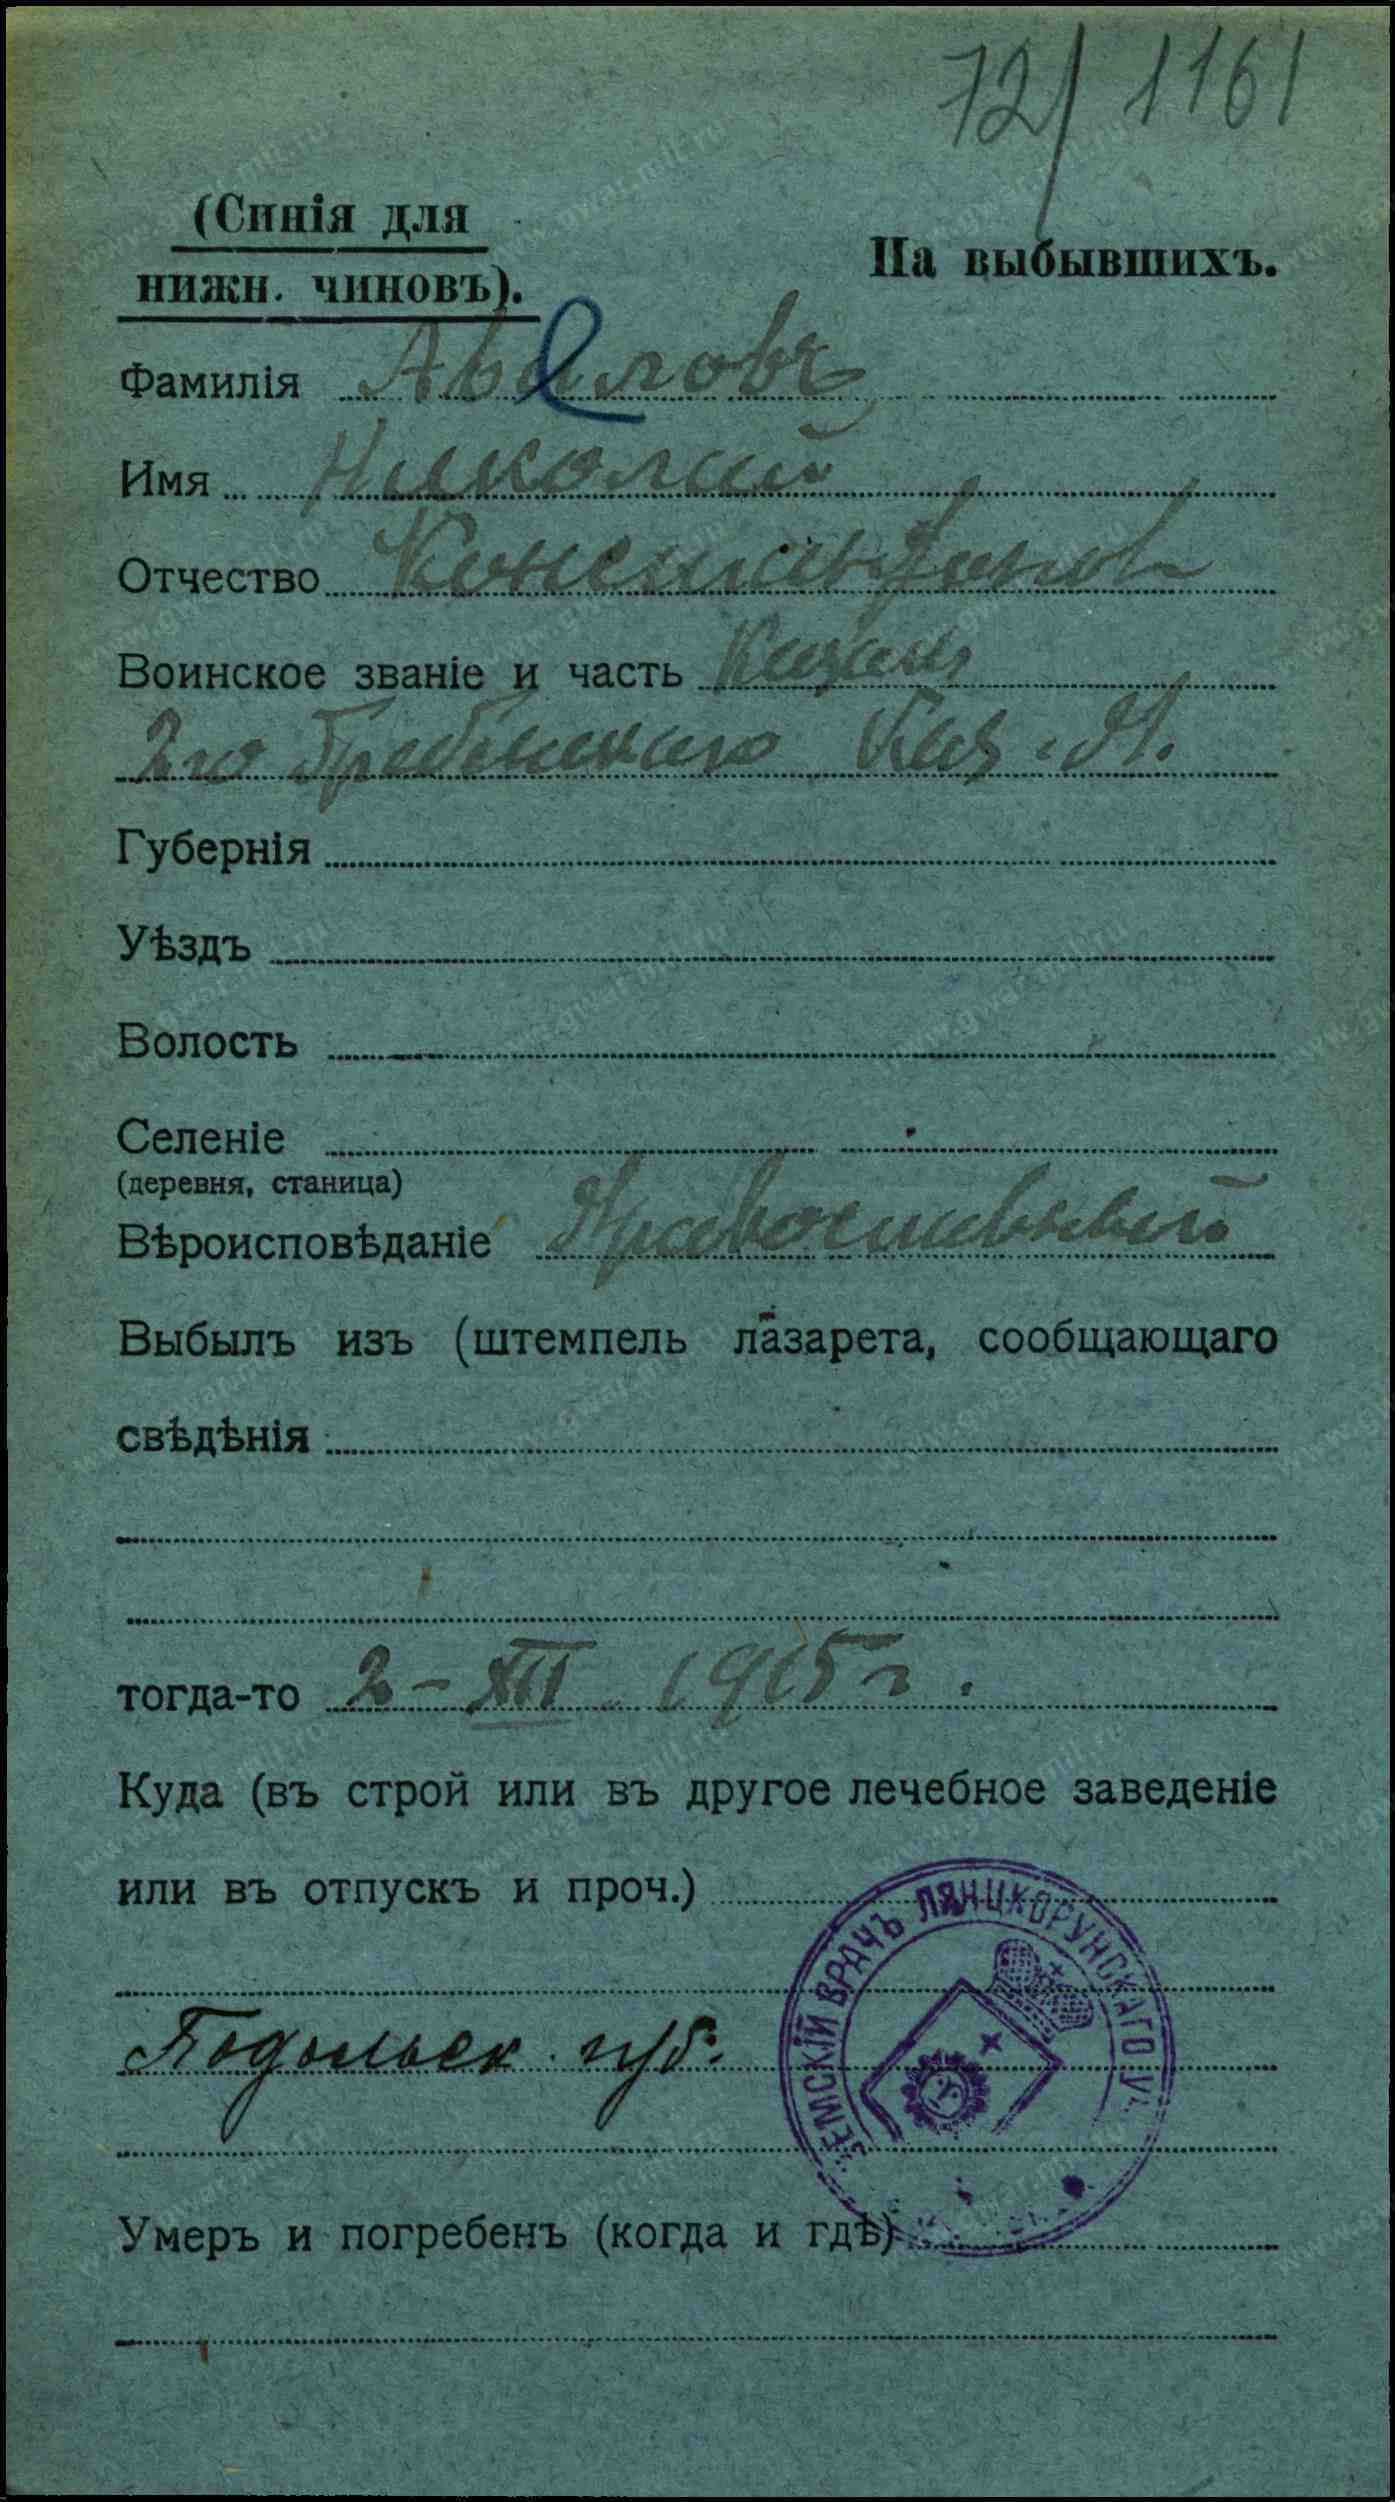 72/1161
(Синія для
нижн. чиновъ).
На выбывшихъ.
Фамилія Аваловъ
Имя Николай
Отчество Константинов
Воинское званіе и часть Казакъ
2го Гребенского Каз. П.
Губернія
Уѣздъ
Волость
Селеніе
(деревня, станица)
Вѣроисповѣданіе Православный
Выбылъ изъ (штемпель лазарета, сообщающаго
свѣдѣнія
тогда-то 2-XII. 1915 г.
Куда (въ строй или въ другое лечебное заведеніе
или въ отпускъ и проч.)
ЗЕМСКІЙ ВРАЧЪ ЛЯНЦКОРУНСКАГО У
Подольск. губ.
Умеръ и погребенъ (когда и гдѣ)